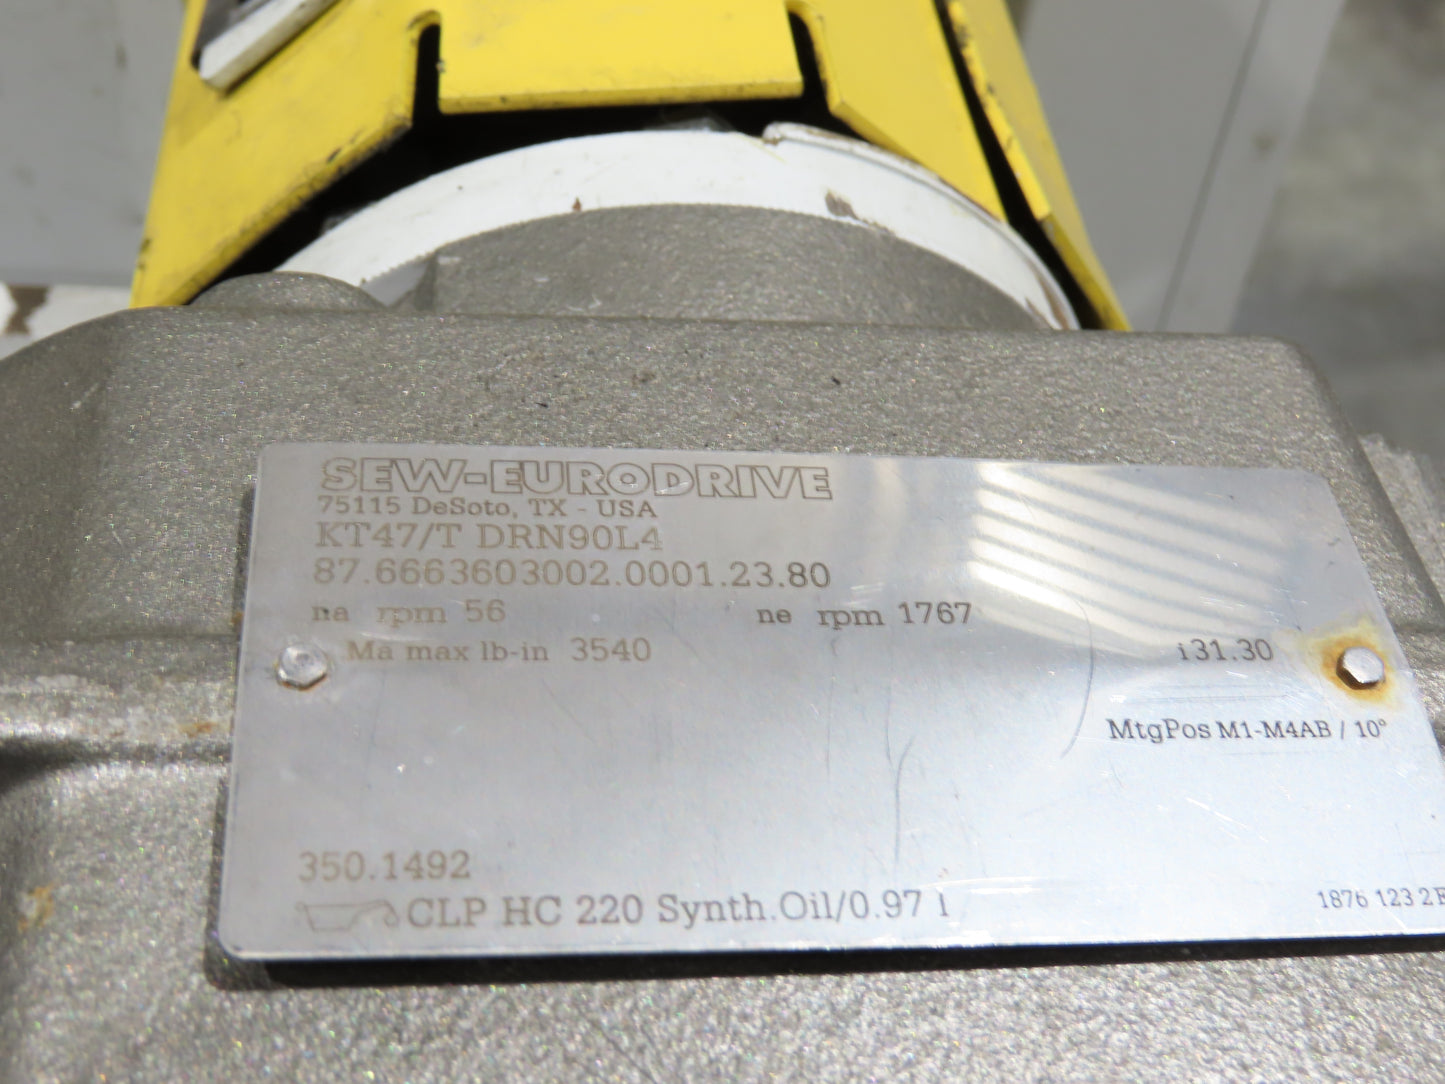 SEW-EURODRIVE
75115 DeSoto, TX - USA
KT47/T DRN90L4
87.6663603002.0001.23.80
na rpm 56 ne rpm 1767
Ma max lb-in 3540 i31.30
MtgPos M1-M4AB / 10°
350.1492
CLP HC 220 Synth.Oil/0.97 l
1876 123 2